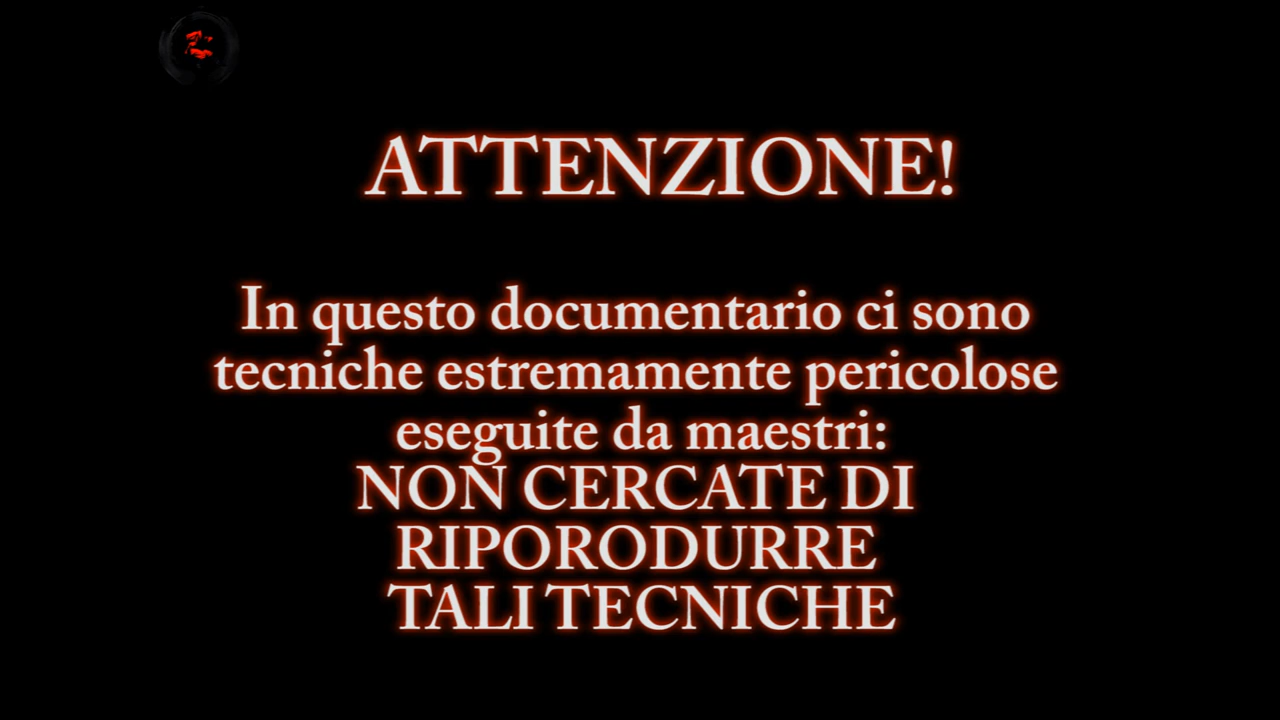 ATTENZIONE!
In questo documentario ci sono
tecniche estremamente pericolose
eseguite da maestri:
NON CERCATE DI
RIPORODURRE
TALI TECNICHE